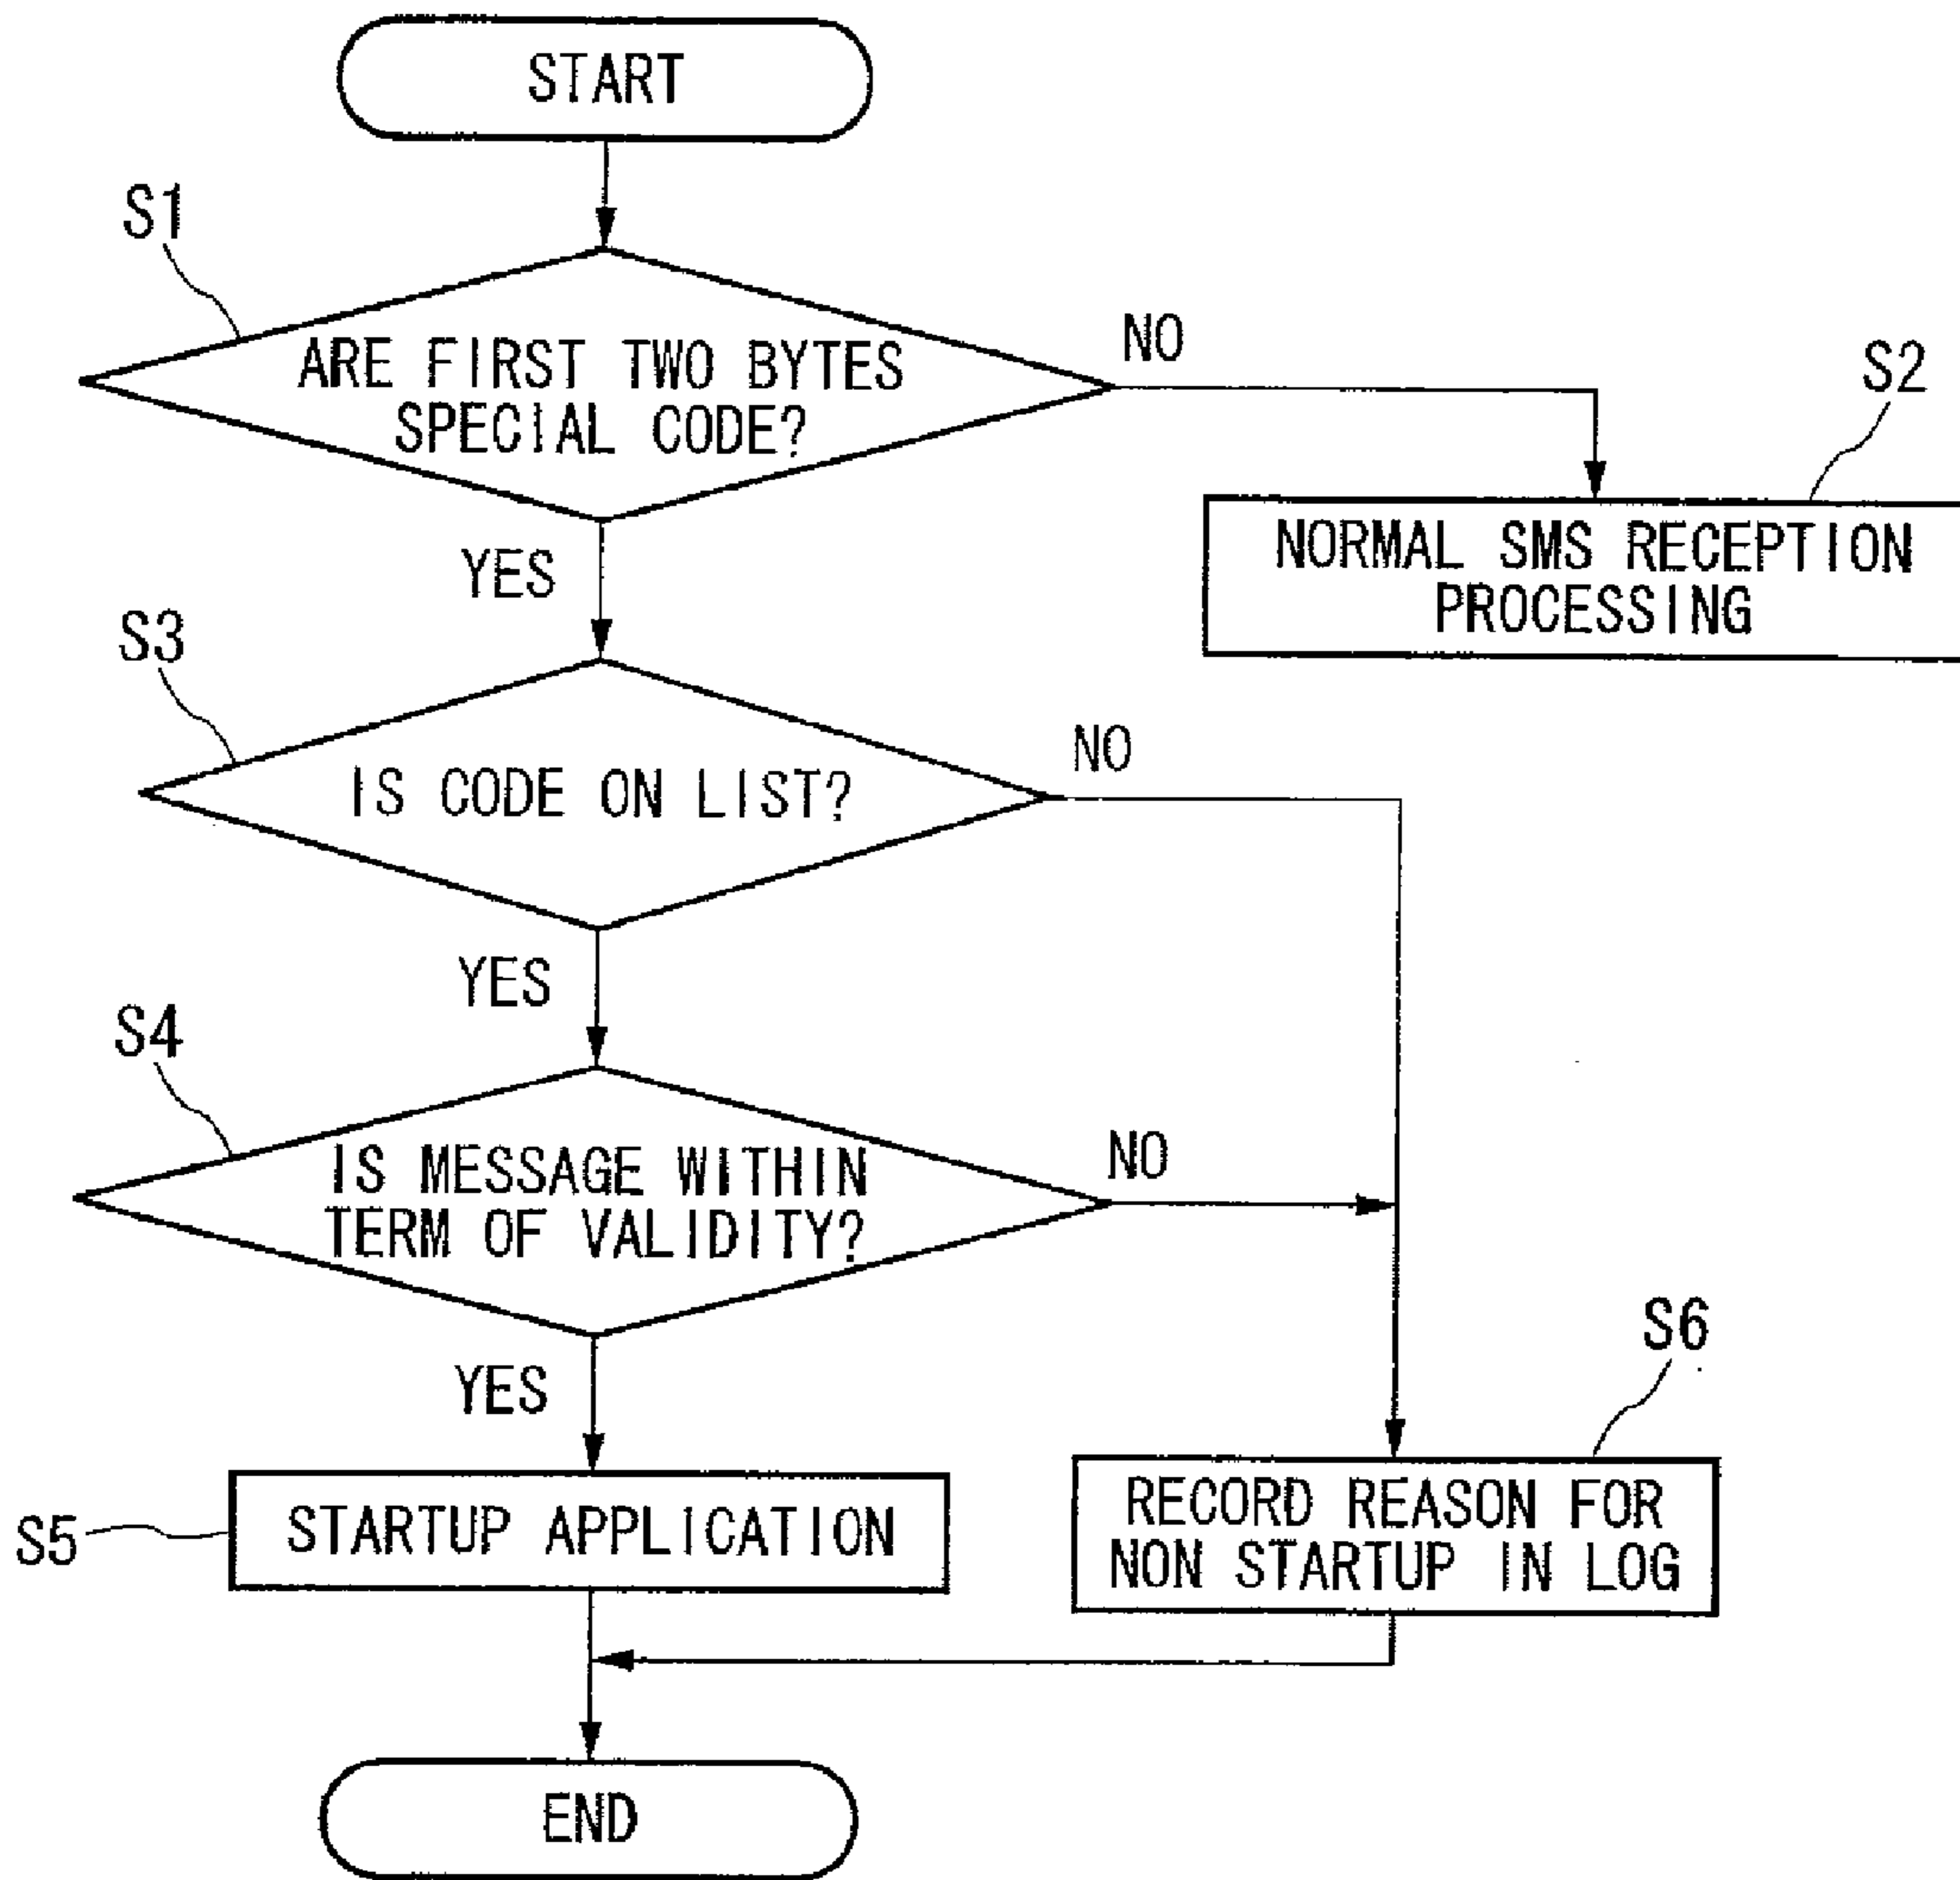 START
S1
ARE FIRST TWO BYTES
SPECIAL CODE?
NO
S2
NORMAL SMS RECEPTION
PROCESSING
YES
S3
IS CODE ON LIST?
NO
YES
S4
IS MESSAGE WITHIN
TERM OF VALIDITY?
NO
YES
S6
S5
STARTUP APPLICATION
RECORD REASON FOR
NON STARTUP IN LOG
END